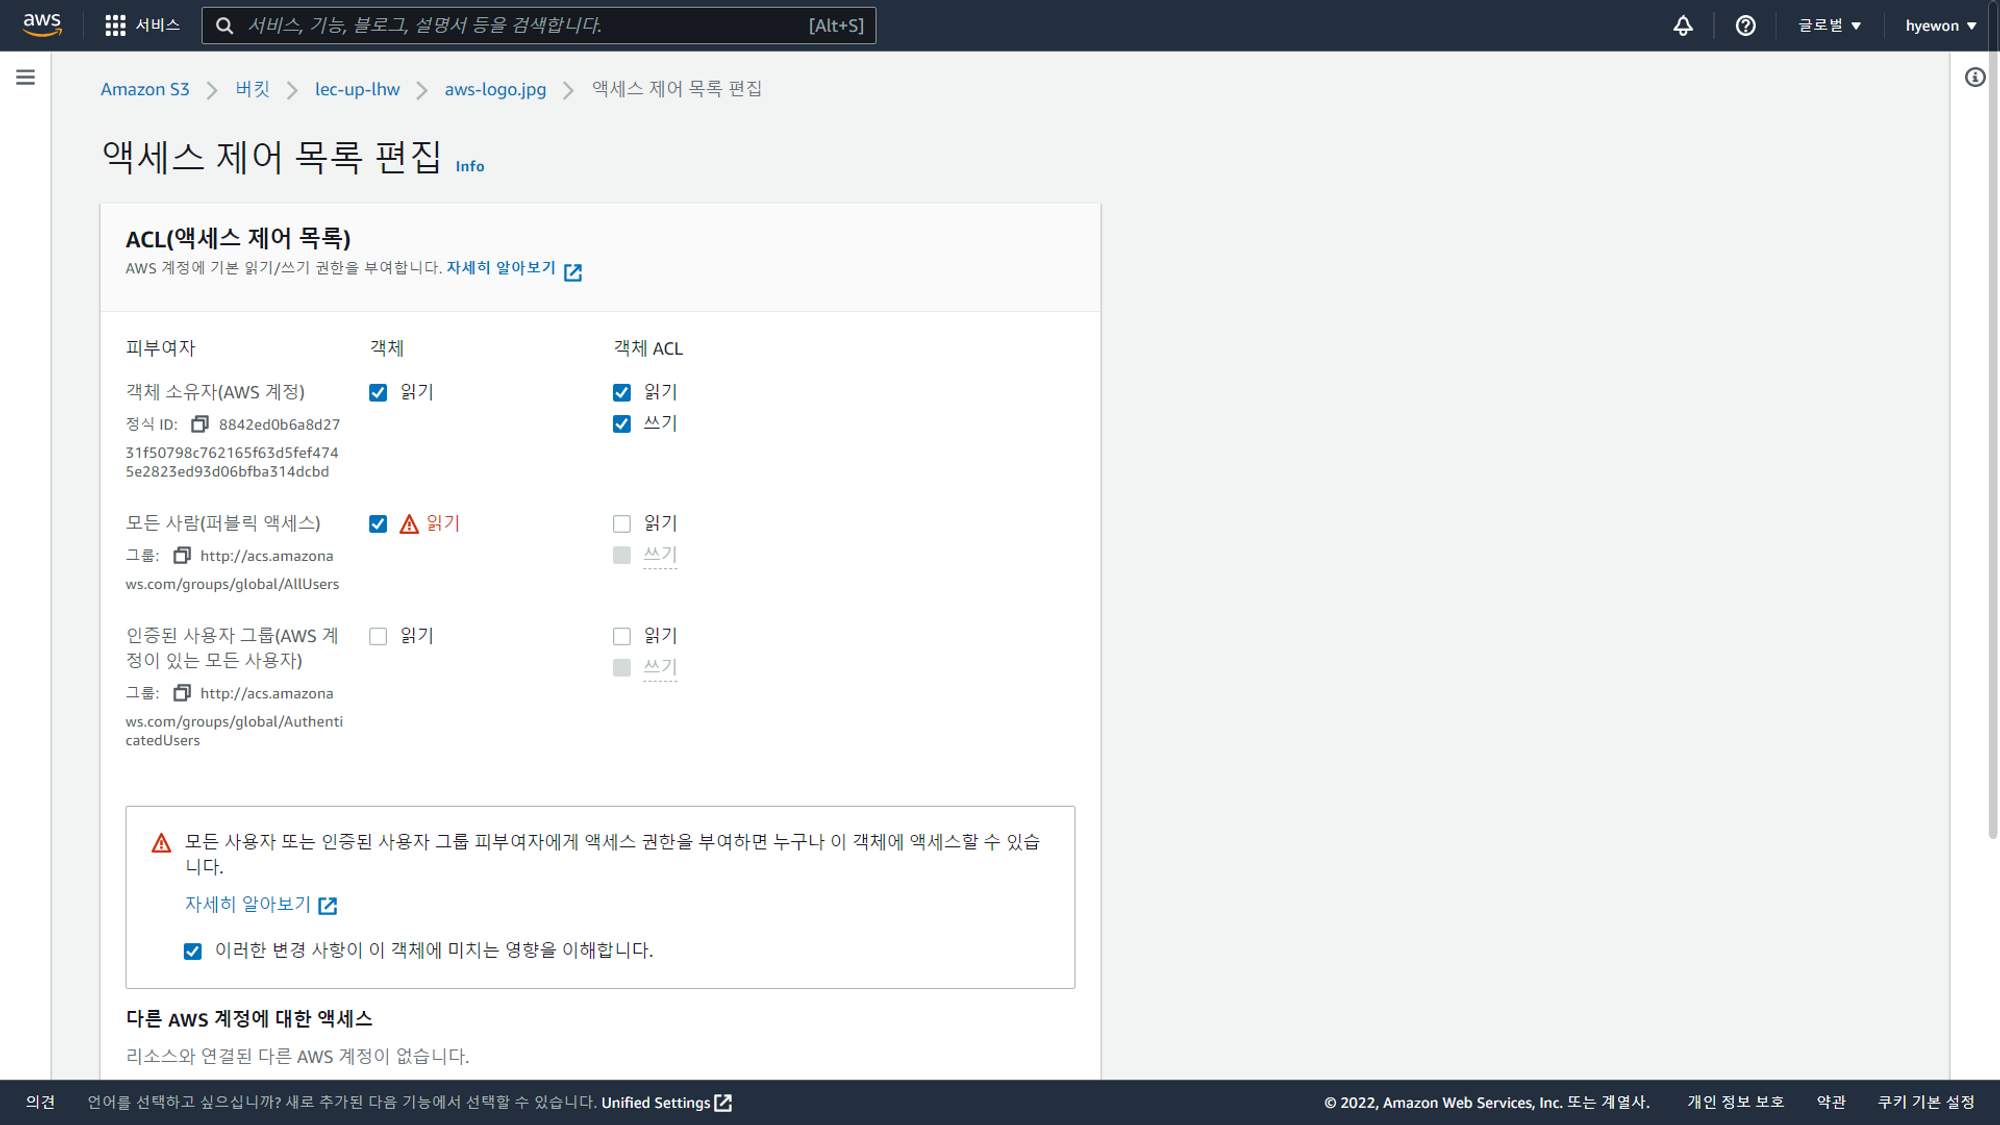 aws 서비스 서비스, 기능, 블로그, 설명서 등을 검색합니다. [Alt+S] 글로벌 hyewon
Amazon S3 버킷 lec-up-lhw aws-logo.jpg 액세스 제어 목록 편집
액세스 제어 목록 편집 Info
ACL(액세스 제어 목록)
AWS 계정에 기본 읽기/쓰기 권한을 부여합니다. 자세히 알아보기
피부여자 객체 객체 ACL
객체 소유자(AWS 계정) 읽기 읽기
정식 ID: 8842ed0b6a8d27 쓰기
31f50798c762165f63d5fef474
5e2823ed93d06bfba314dcbd
모든 사람(퍼블릭 액세스) 읽기 읽기
그룹: http://acs.amazona 쓰기
ws.com/groups/global/AllUsers
인증된 사용자 그룹(AWS 계 읽기 읽기
정이 있는 모든 사용자) 쓰기
그룹: http://acs.amazona
ws.com/groups/global/Authenti
catedUsers
모든 사용자 또는 인증된 사용자 그룹 피부여자에게 액세스 권한을 부여하면 누구나 이 객체에 액세스할 수 있습
니다.
자세히 알아보기
이러한 변경 사항이 이 객체에 미치는 영향을 이해합니다.
다른 AWS 계정에 대한 액세스
리소스와 연결된 다른 AWS 계정이 없습니다.
의견 언어를 선택하고 싶으십니까? 새로 추가된 다음 기능에서 선택할 수 있습니다. Unified Settings © 2022, Amazon Web Services, Inc. 또는 계열사. 개인 정보 보호 약관 쿠키 기본 설정